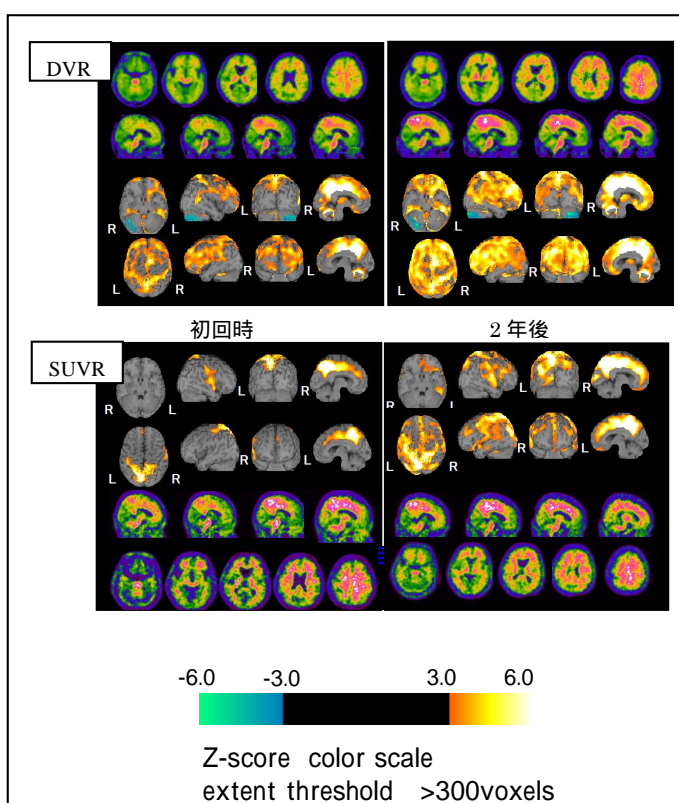 DVR
R L L R
L R R L
初回時 2年後
SUVR
R L L R
R L L R
L R R L
L R R L
-6.0 -3.0 3.0 6.0
Z-score color scale
extent threshold >300voxels